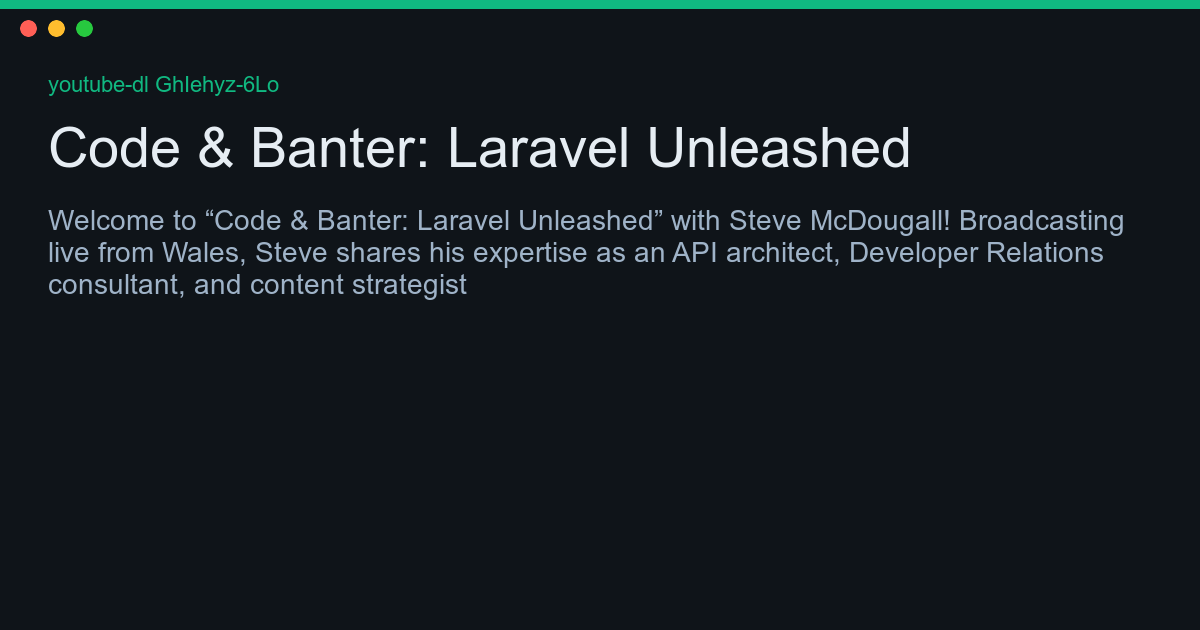 youtube-dl GhIehyz-6Lo
Code & Banter: Laravel Unleashed
Welcome to “Code & Banter: Laravel Unleashed” with Steve McDougall! Broadcasting
live from Wales, Steve shares his expertise as an API architect, Developer Relations
consultant, and content strategist